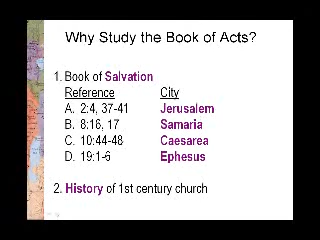 Why Study the Book of Acts?
1. Book of Salvation
Reference City
A. 2:4, 37-41 Jerusalem
B. 8:16, 17 Samaria
C. 10:44-48 Caesarea
D. 19:1-6 Ephesus
2. History of 1st century church